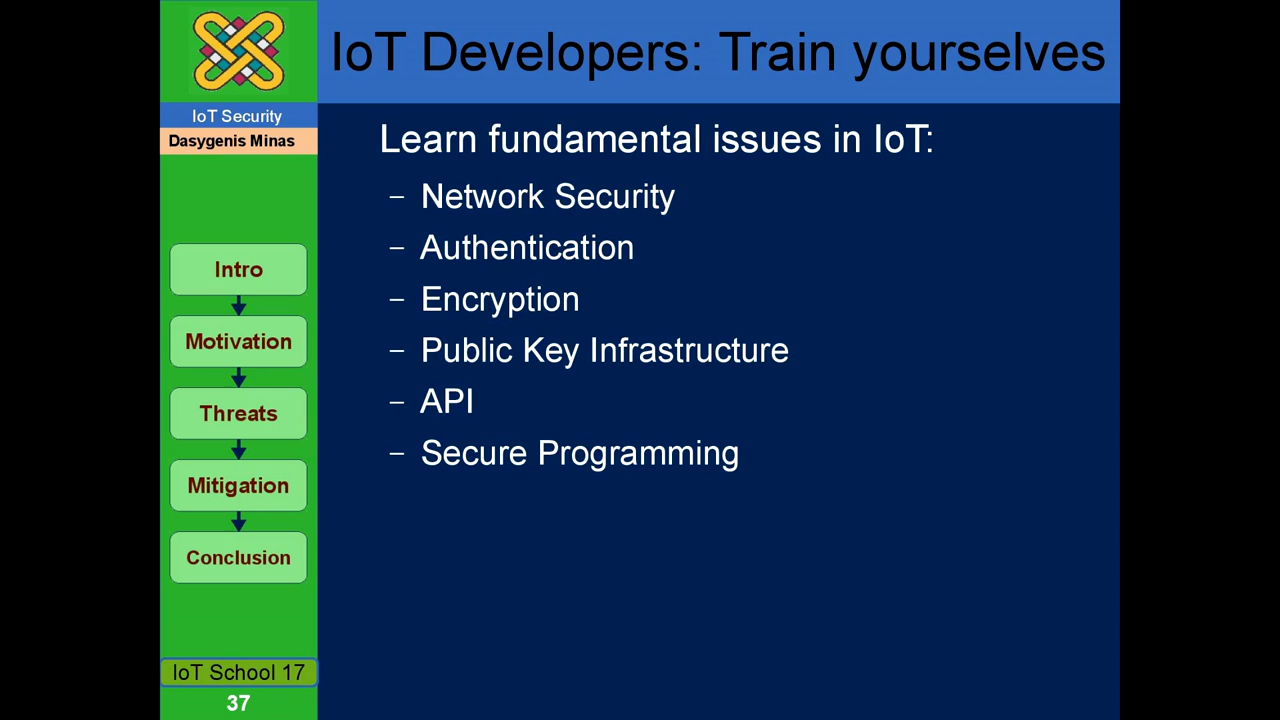 IoT Developers: Train yourselves
IoT Security
Dasygenis Minas
Intro
Motivation
Threats
Mitigation
Conclusion
IoT School 17
37
Learn fundamental issues in IoT:
– Network Security
– Authentication
– Encryption
– Public Key Infrastructure
– API
– Secure Programming